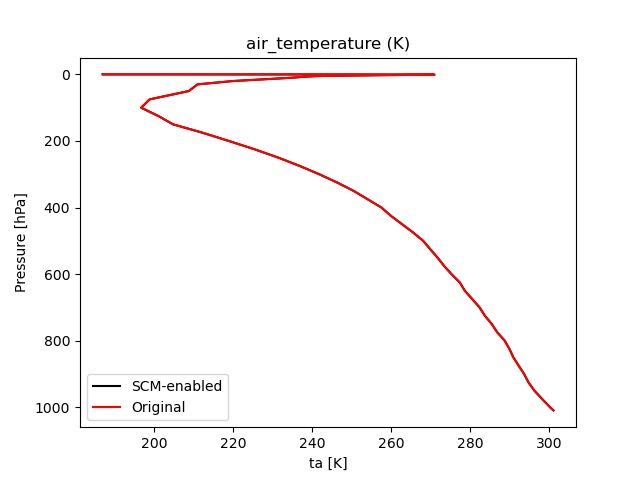 air_temperature (K)
0
200
400
600
800
1000
Pressure [hPa]
SCM-enabled
Original
200
220
240
260
280
300
ta [K]